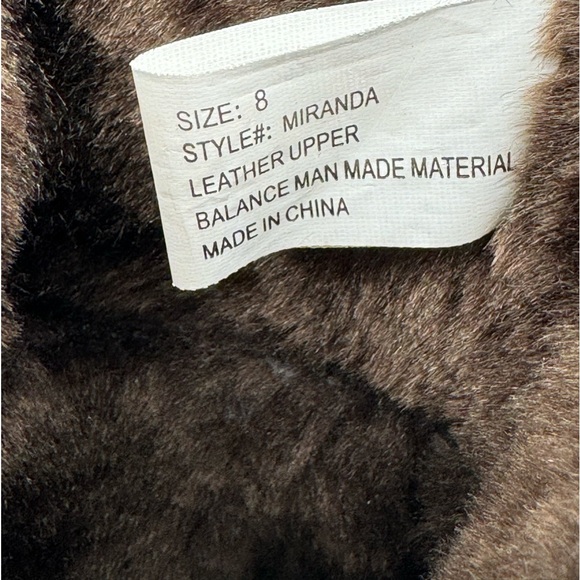 SIZE: 8
STYLE#: MIRANDA
LEATHER UPPER
BALANCE MAN MADE MATERIAL
MADE IN CHINA